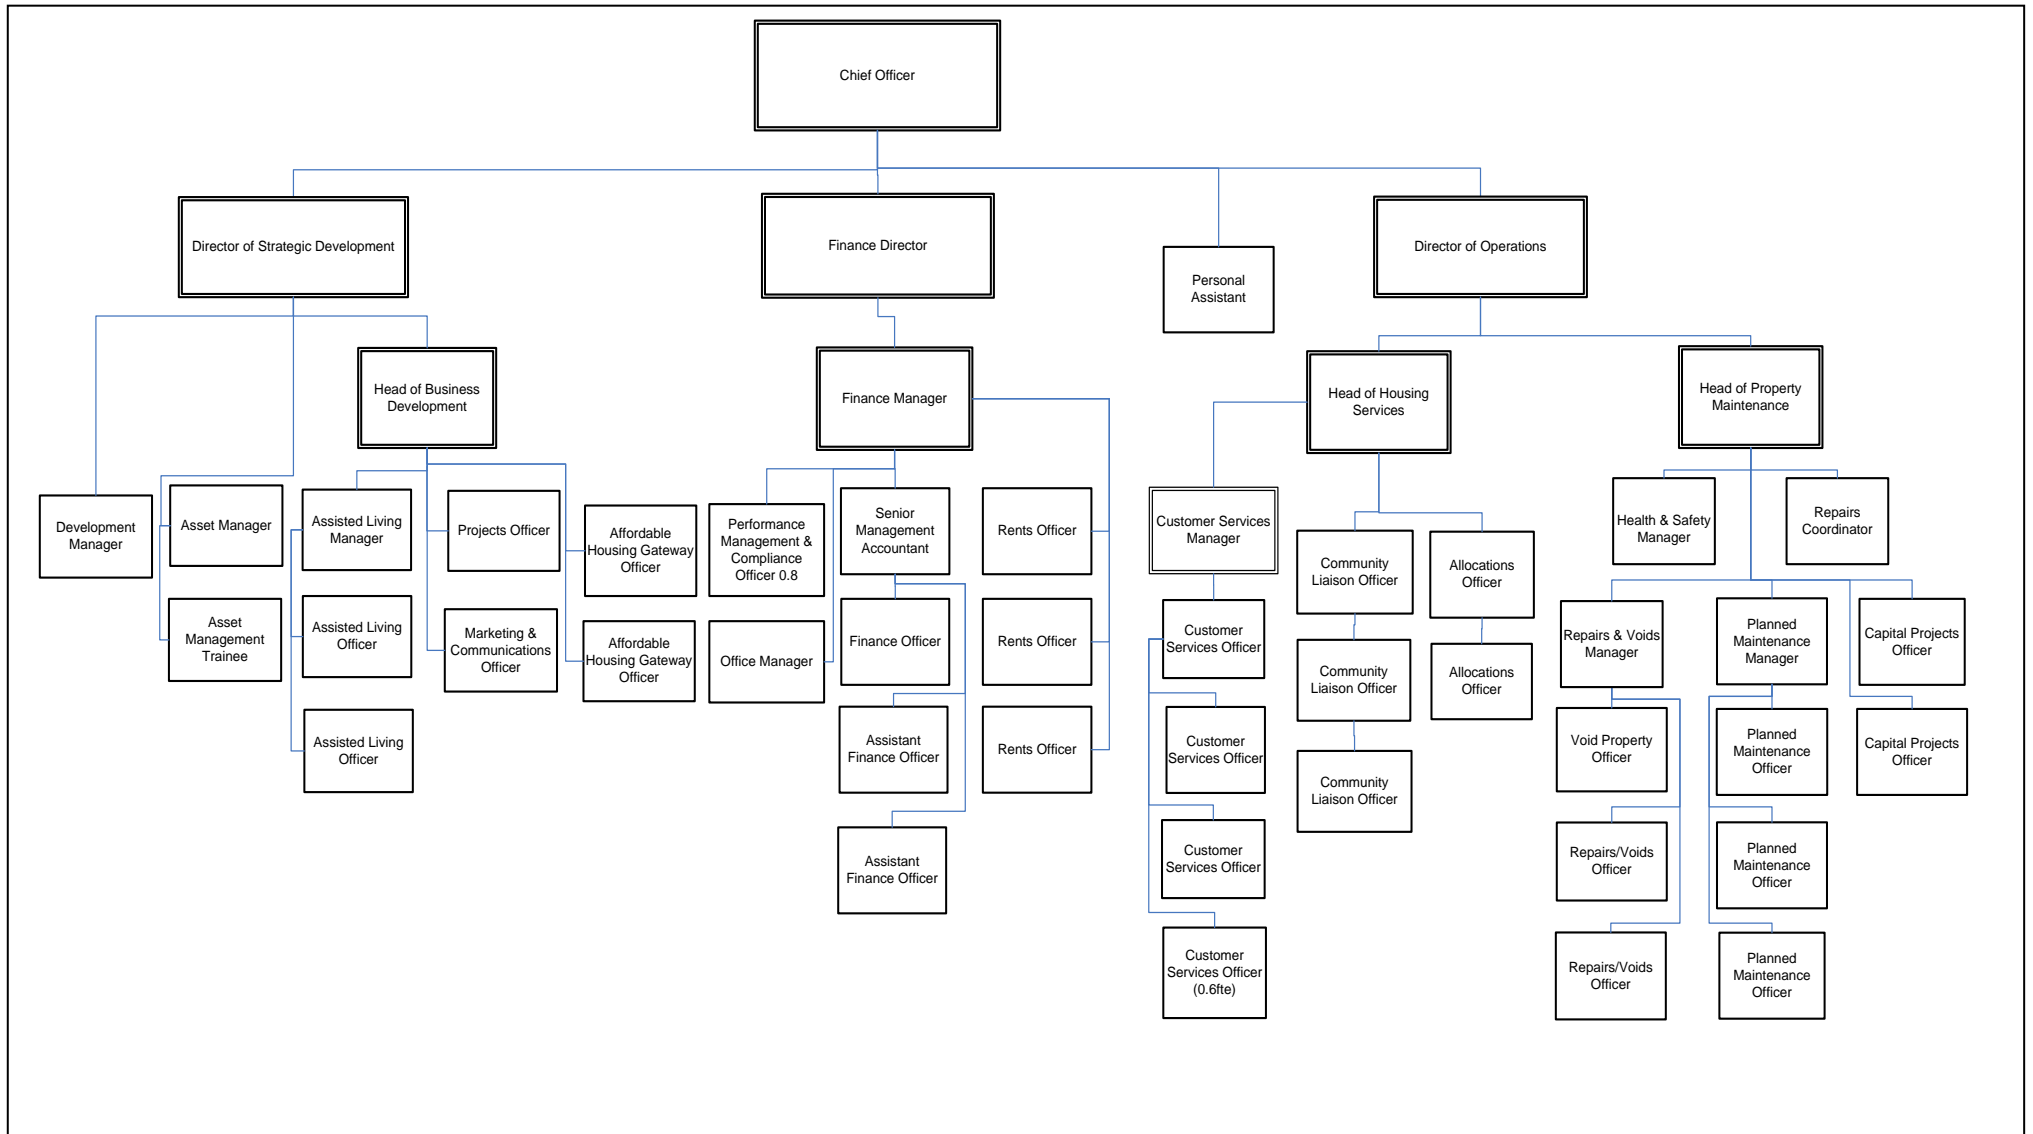 Chief Officer
Director of Strategic Development
Finance Director
Personal
Assistant
Director of Operations
Head of Business
Development
Finance Manager
Head of Housing
Services
Head of Property
Maintenance
Development
Manager
Asset Manager
Assisted Living
Manager
Projects Officer
Affordable
Housing Gateway
Officer
Performance
Management &
Compliance
Officer 0.8
Senior
Management
Accountant
Rents Officer
Customer Services
Manager
Community
Liaison Officer
Allocations
Officer
Health & Safety
Manager
Repairs
Coordinator
Asset
Management
Trainee
Assisted Living
Officer
Marketing &
Communications
Officer
Affordable
Housing Gateway
Officer
Office Manager
Finance Officer
Rents Officer
Customer
Services Officer
Community
Liaison Officer
Allocations
Officer
Repairs & Voids
Manager
Planned
Maintenance
Manager
Capital Projects
Officer
Assisted Living
Officer
Assistant
Finance Officer
Rents Officer
Customer
Services Officer
Community
Liaison Officer
Void Property
Officer
Planned
Maintenance
Officer
Capital Projects
Officer
Assistant
Finance Officer
Customer
Services Officer
Repairs/Voids
Officer
Planned
Maintenance
Officer
Customer
Services Officer
(0.6fte)
Repairs/Voids
Officer
Planned
Maintenance
Officer